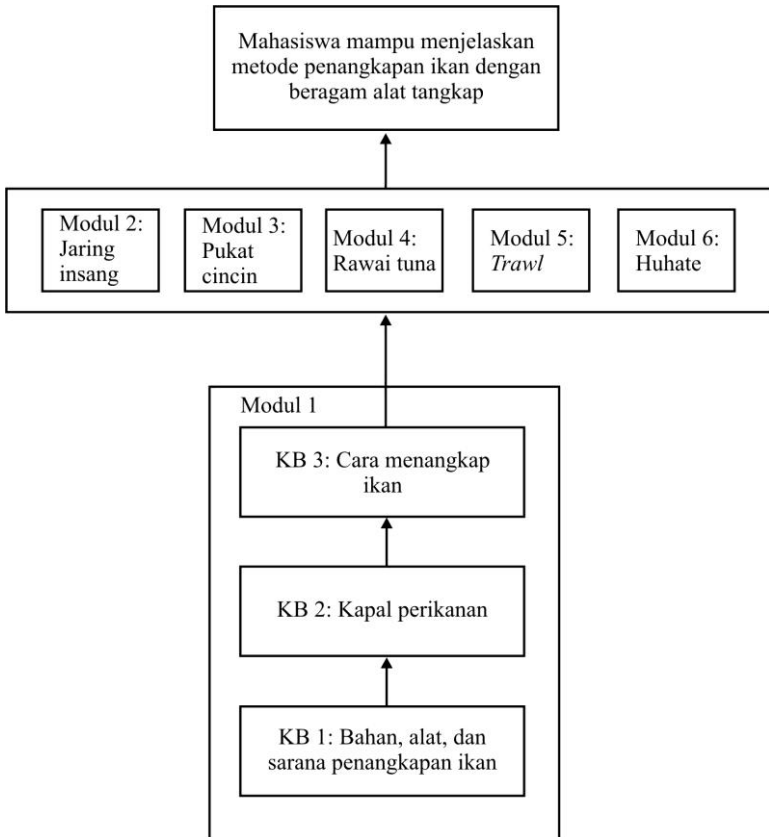 Mahasiswa mampu menjelaskan
metode penangkapan ikan dengan
beragam alat tangkap
Modul 2:
Jaring
insang
Modul 3:
Pukat
cincin
Modul 4:
Rawai tuna
Modul 5:
Trawl
Modul 6:
Huhate
Modul 1
KB 3: Cara menangkap
ikan
KB 2: Kapal perikanan
KB 1: Bahan, alat, dan
sarana penangkapan ikan